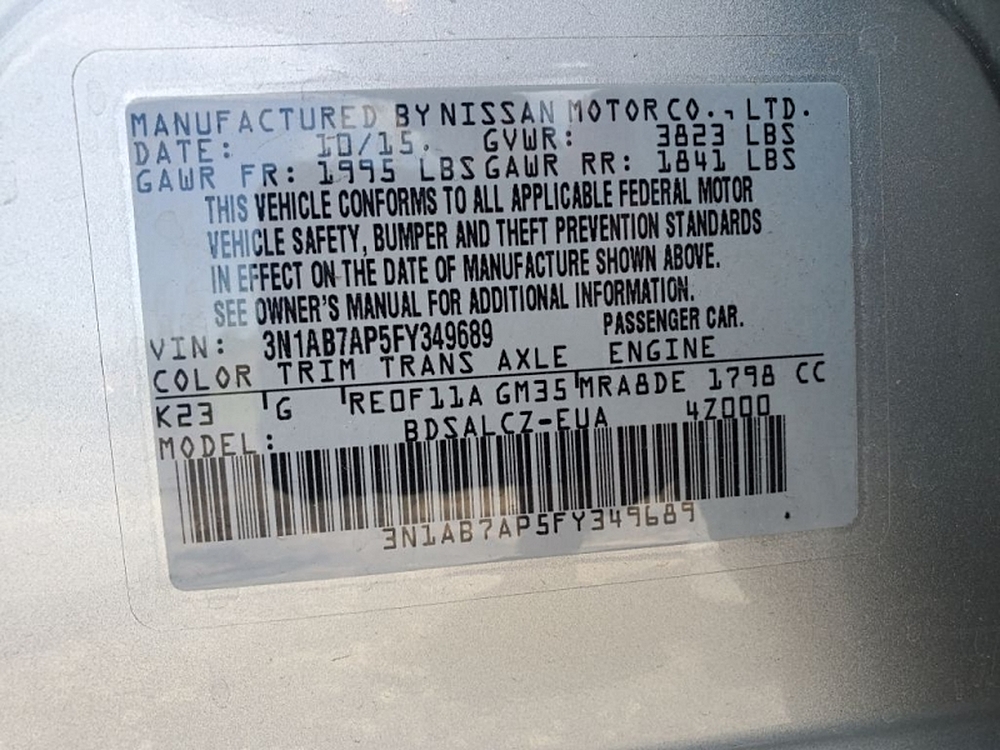 MANUFACTURED BY NISSAN MOTOR CO., LTD.
DATE: 10/15. GVWR: 3823 LBS
GAWR FR: 1995 LBS GAWR RR: 1841 LBS
THIS VEHICLE CONFORMS TO ALL APPLICABLE FEDERAL MOTOR
VEHICLE SAFETY, BUMPER AND THEFT PREVENTION STANDARDS
IN EFFECT ON THE DATE OF MANUFACTURE SHOWN ABOVE.
SEE OWNER'S MANUAL FOR ADDITIONAL INFORMATION.
VIN: 3N1AB7AP5FY349689 PASSENGER CAR.
COLOR TRIM TRANS AXLE ENGINE
K23 G RE0F11A GM35 MRA8DE 1798 CC
MODEL: BDSALCZ-EUA 4Z000
3N1AB7AP5FY349689